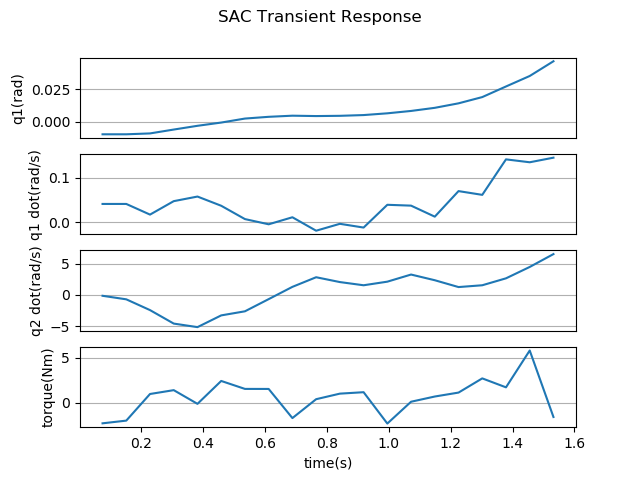 SAC Transient Response
q1(rad)
0.025
0.000
q1 dot(rad/s)
0.1
0.0
q2 dot(rad/s)
5
0
−5
torque(Nm)
5
0
0.2 0.4 0.6 0.8 1.0 1.2 1.4 1.6
time(s)